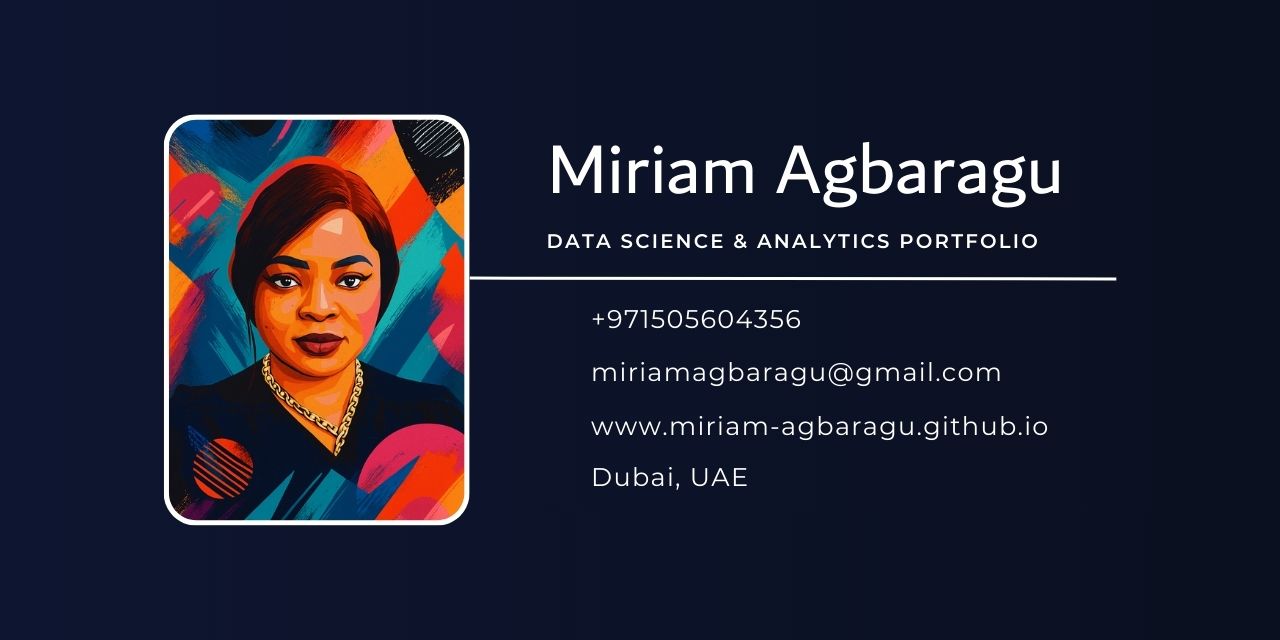 Miriam Agbaragu
DATA SCIENCE & ANALYTICS PORTFOLIO
+971505604356
miriamagbaragu@gmail.com
www.miriam-agbaragu.github.io
Dubai, UAE